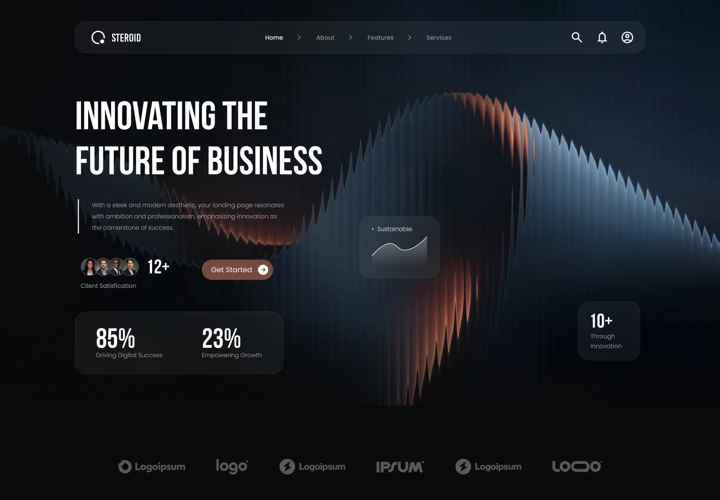 STEROID
Home
About
Features
Services
INNOVATING THE
FUTURE OF BUSINESS
With a sleek and modern aesthetic, your landing page resonates
with ambition and professionalism, emphasizing innovation as
the cornerstone of success.
12+
Client Satisfication
Get Started
• Sustainable
85%
Driving Digital Success
23%
Empowering Growth
10+
Through
Innovation
Logoipsum
logo
Logoipsum
IPSUM
Logoipsum
LOGO